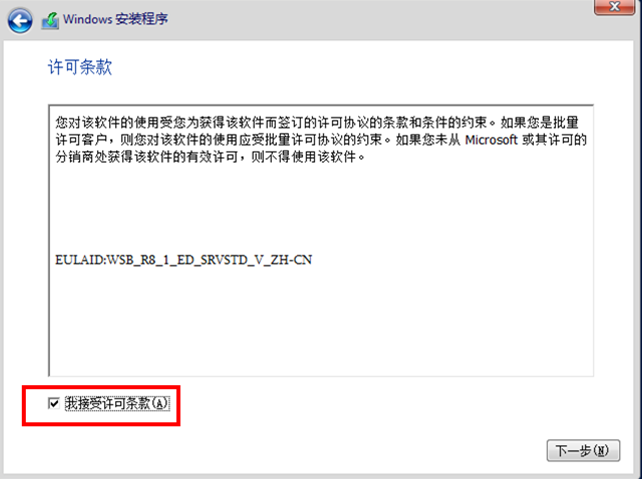 Windows 安装程序
许可条款
您对该软件的使用受您为获得该软件而签订的许可协议的条款和条件的约束。如果您是批量
许可客户，则您对该软件的使用应受批量许可协议的约束。如果您未从 Microsoft 或其许可的
分销商处获得该软件的有效许可，则不得使用该软件。
EULAID:WSB_R8_1_ED_SRVSTD_V_ZH-CN
我接受许可条款(A)
下一步(N)